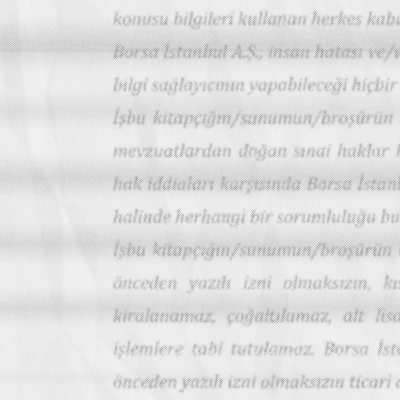 konusu bilgileri kullanan herkes kabu
Borsa İstanbul A.Ş., insan hatası ve/v
bilgi sağlayıcının yapabileceği hiçbir
İşbu kitapçığın/sunumun/broşürün
mevzuatlardan doğan sınai haklar
hak iddiaları karşısında Borsa İstan
halinde herhangi bir sorumluluğu bu
İşbu kitapçığın/sunumun/broşürün
önceden yazılı izni olmaksızın, kıs
kiralanamaz, çoğaltılamaz, alt lisa
işlemlere tabi tutulamaz. Borsa İst
önceden yazılı izni olmaksızın ticari